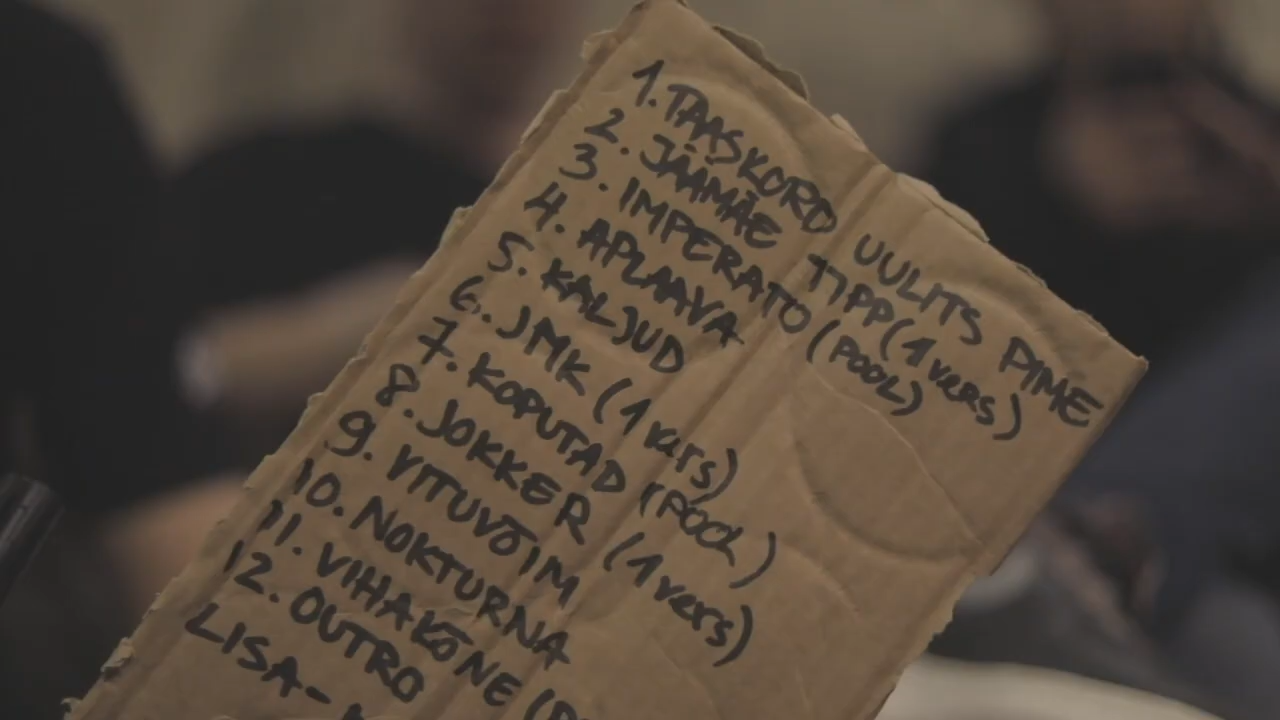 1. TAASKORD UULITS PIME
2. JÄÄMÄE TIPP (1 vers)
3. IMPERATO (POOL)
4. APLAAVA
5. KALJUD
6. JMK (1 vers)
7. KOPUTAD (POOL)
8. JOKKER (1 vers)
9. VITUVÕIM
10. NOKTURNA
11. VIHAKÕNE
12. OUTRO
LISA-